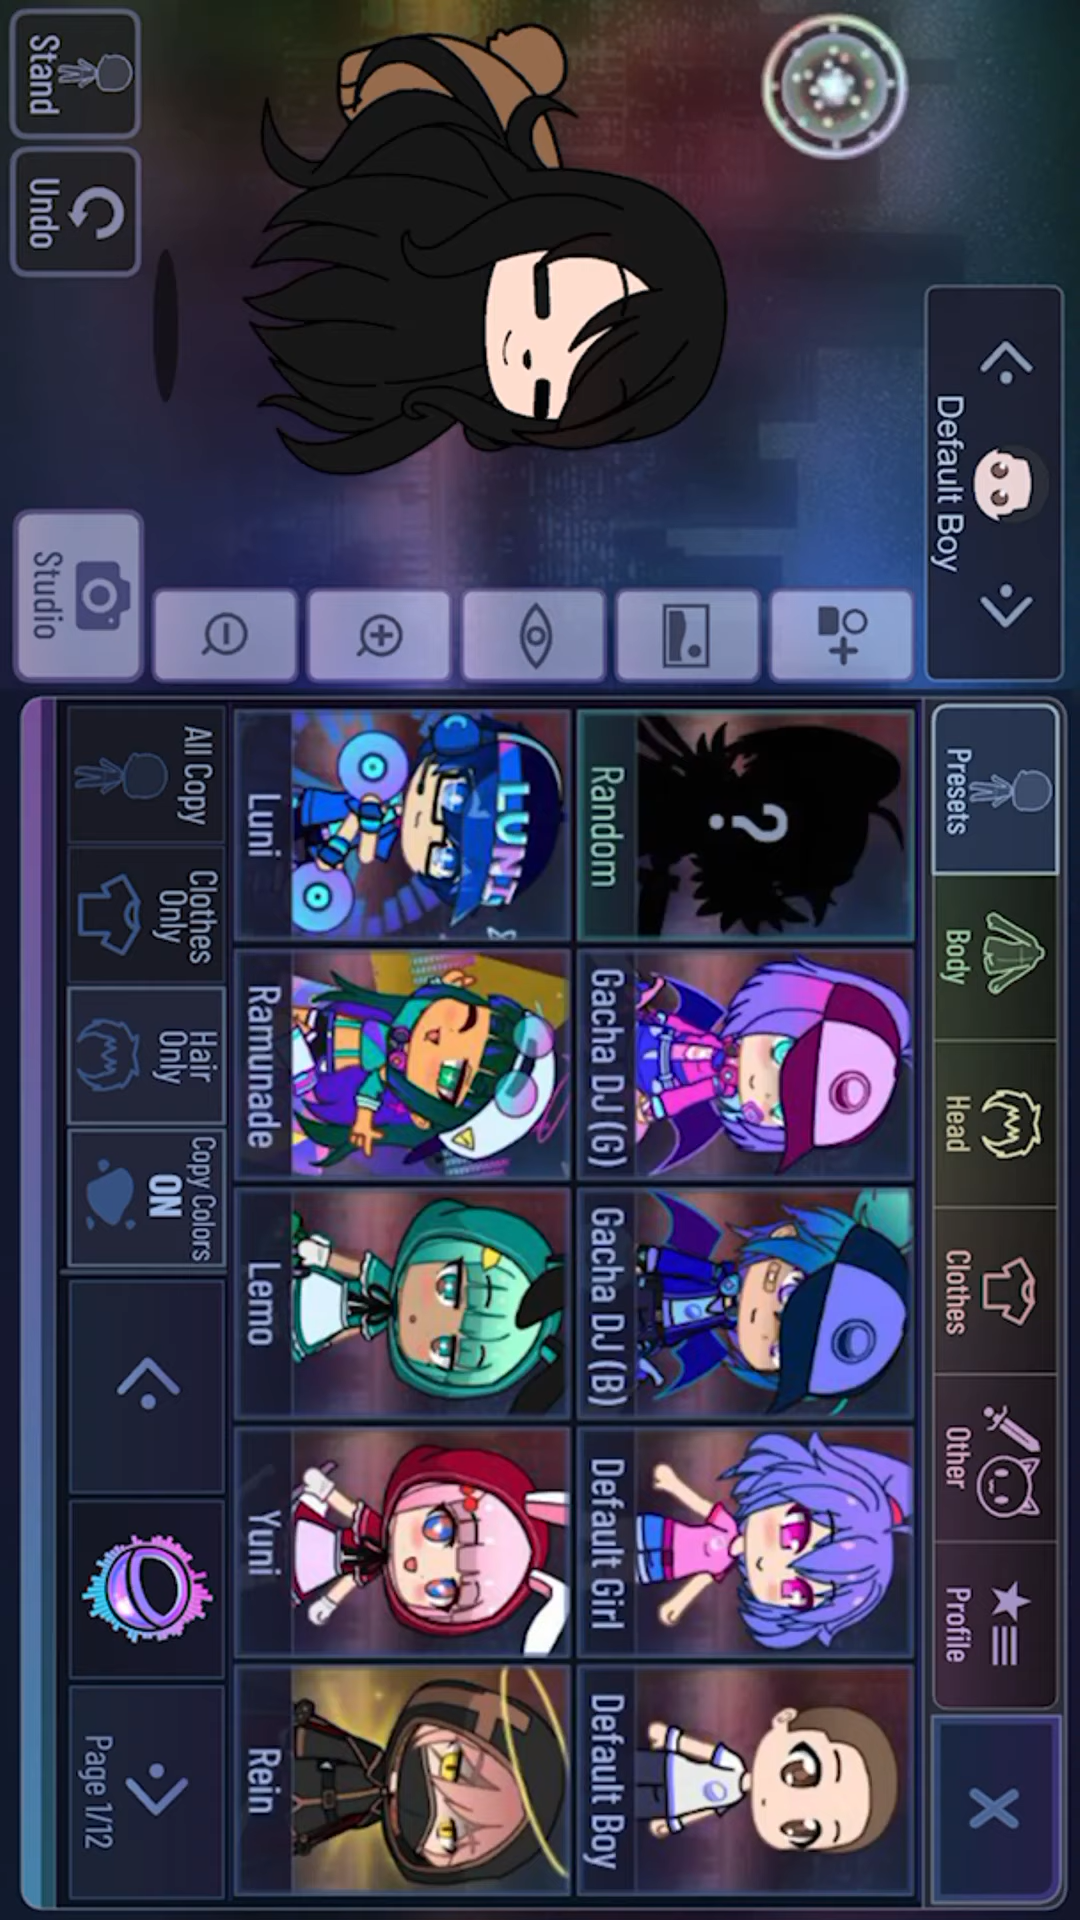 Default Boy
Stand
Undo
Studio
Presets
Body
Head
Clothes
Other
Profile
X
?
Random
Gacha DJ (G)
Gacha DJ (B)
Default Girl
Default Boy
LUNI
Luni
Ramunade
Lemo
Yuni
Rein
All Copy
Clothes
Only
Hair
Only
Copy Colors
ON
Page 1/12